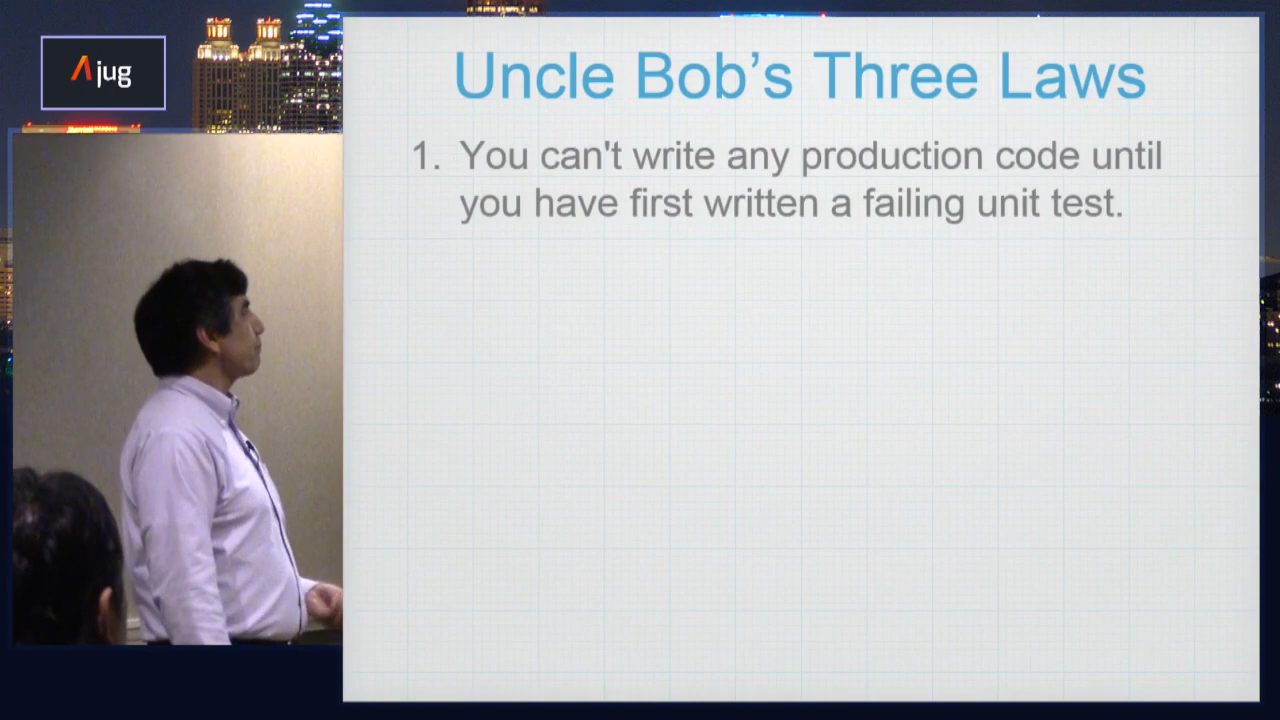 Ajug
Uncle Bob's Three Laws
1. You can't write any production code until
you have first written a failing unit test.